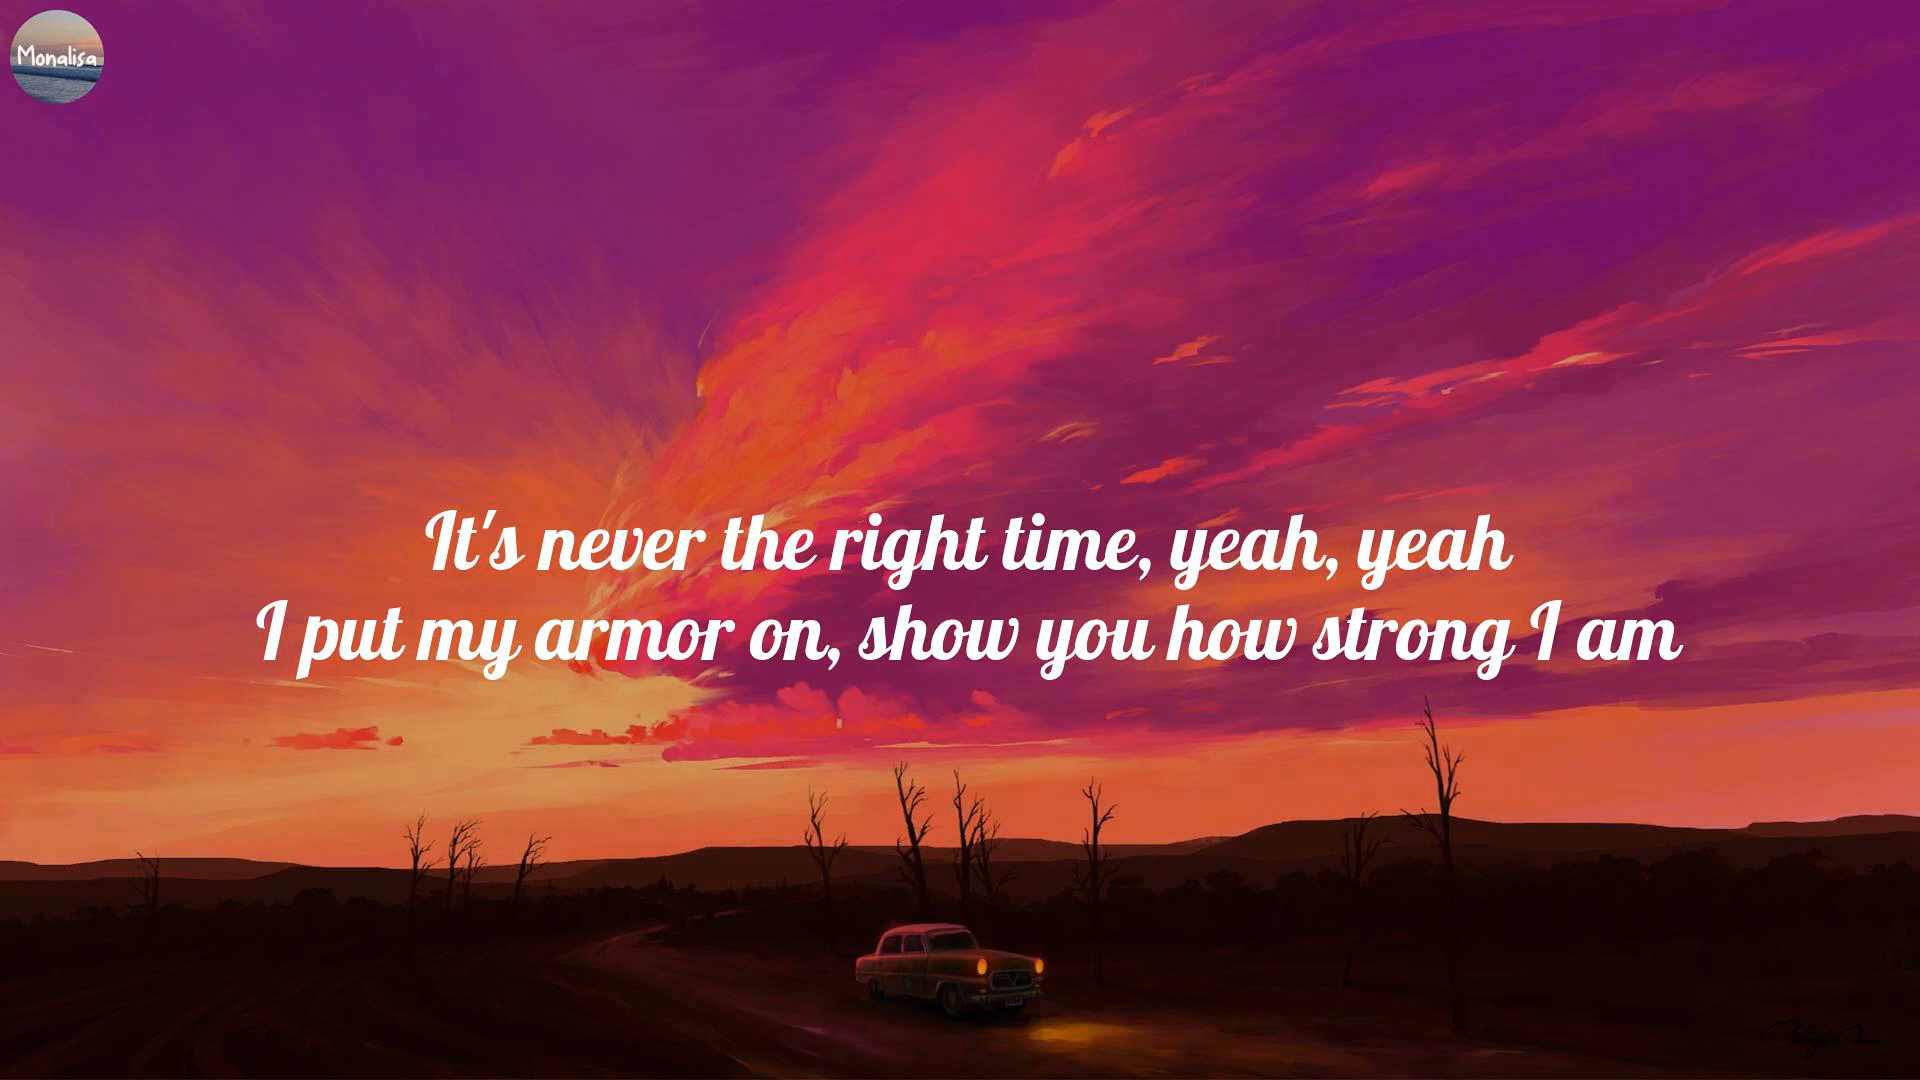 Monalisa
It's never the right time, yeah, yeah
I put my armor on, show you how strong I am